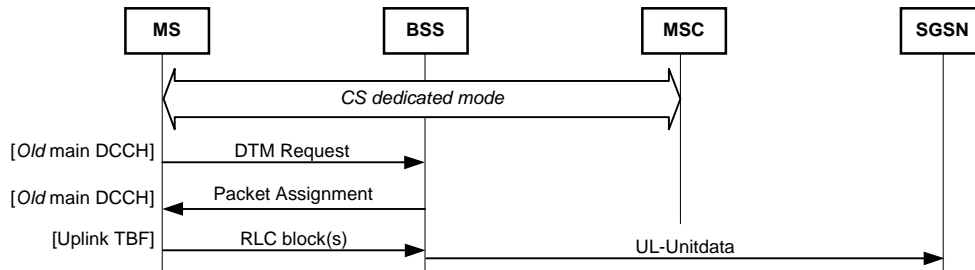 MS BSS MSC SGSN
CS dedicated mode
[Old main DCCH] DTM Request
[Old main DCCH] Packet Assignment
[Uplink TBF] RLC block(s) UL-Unitdata